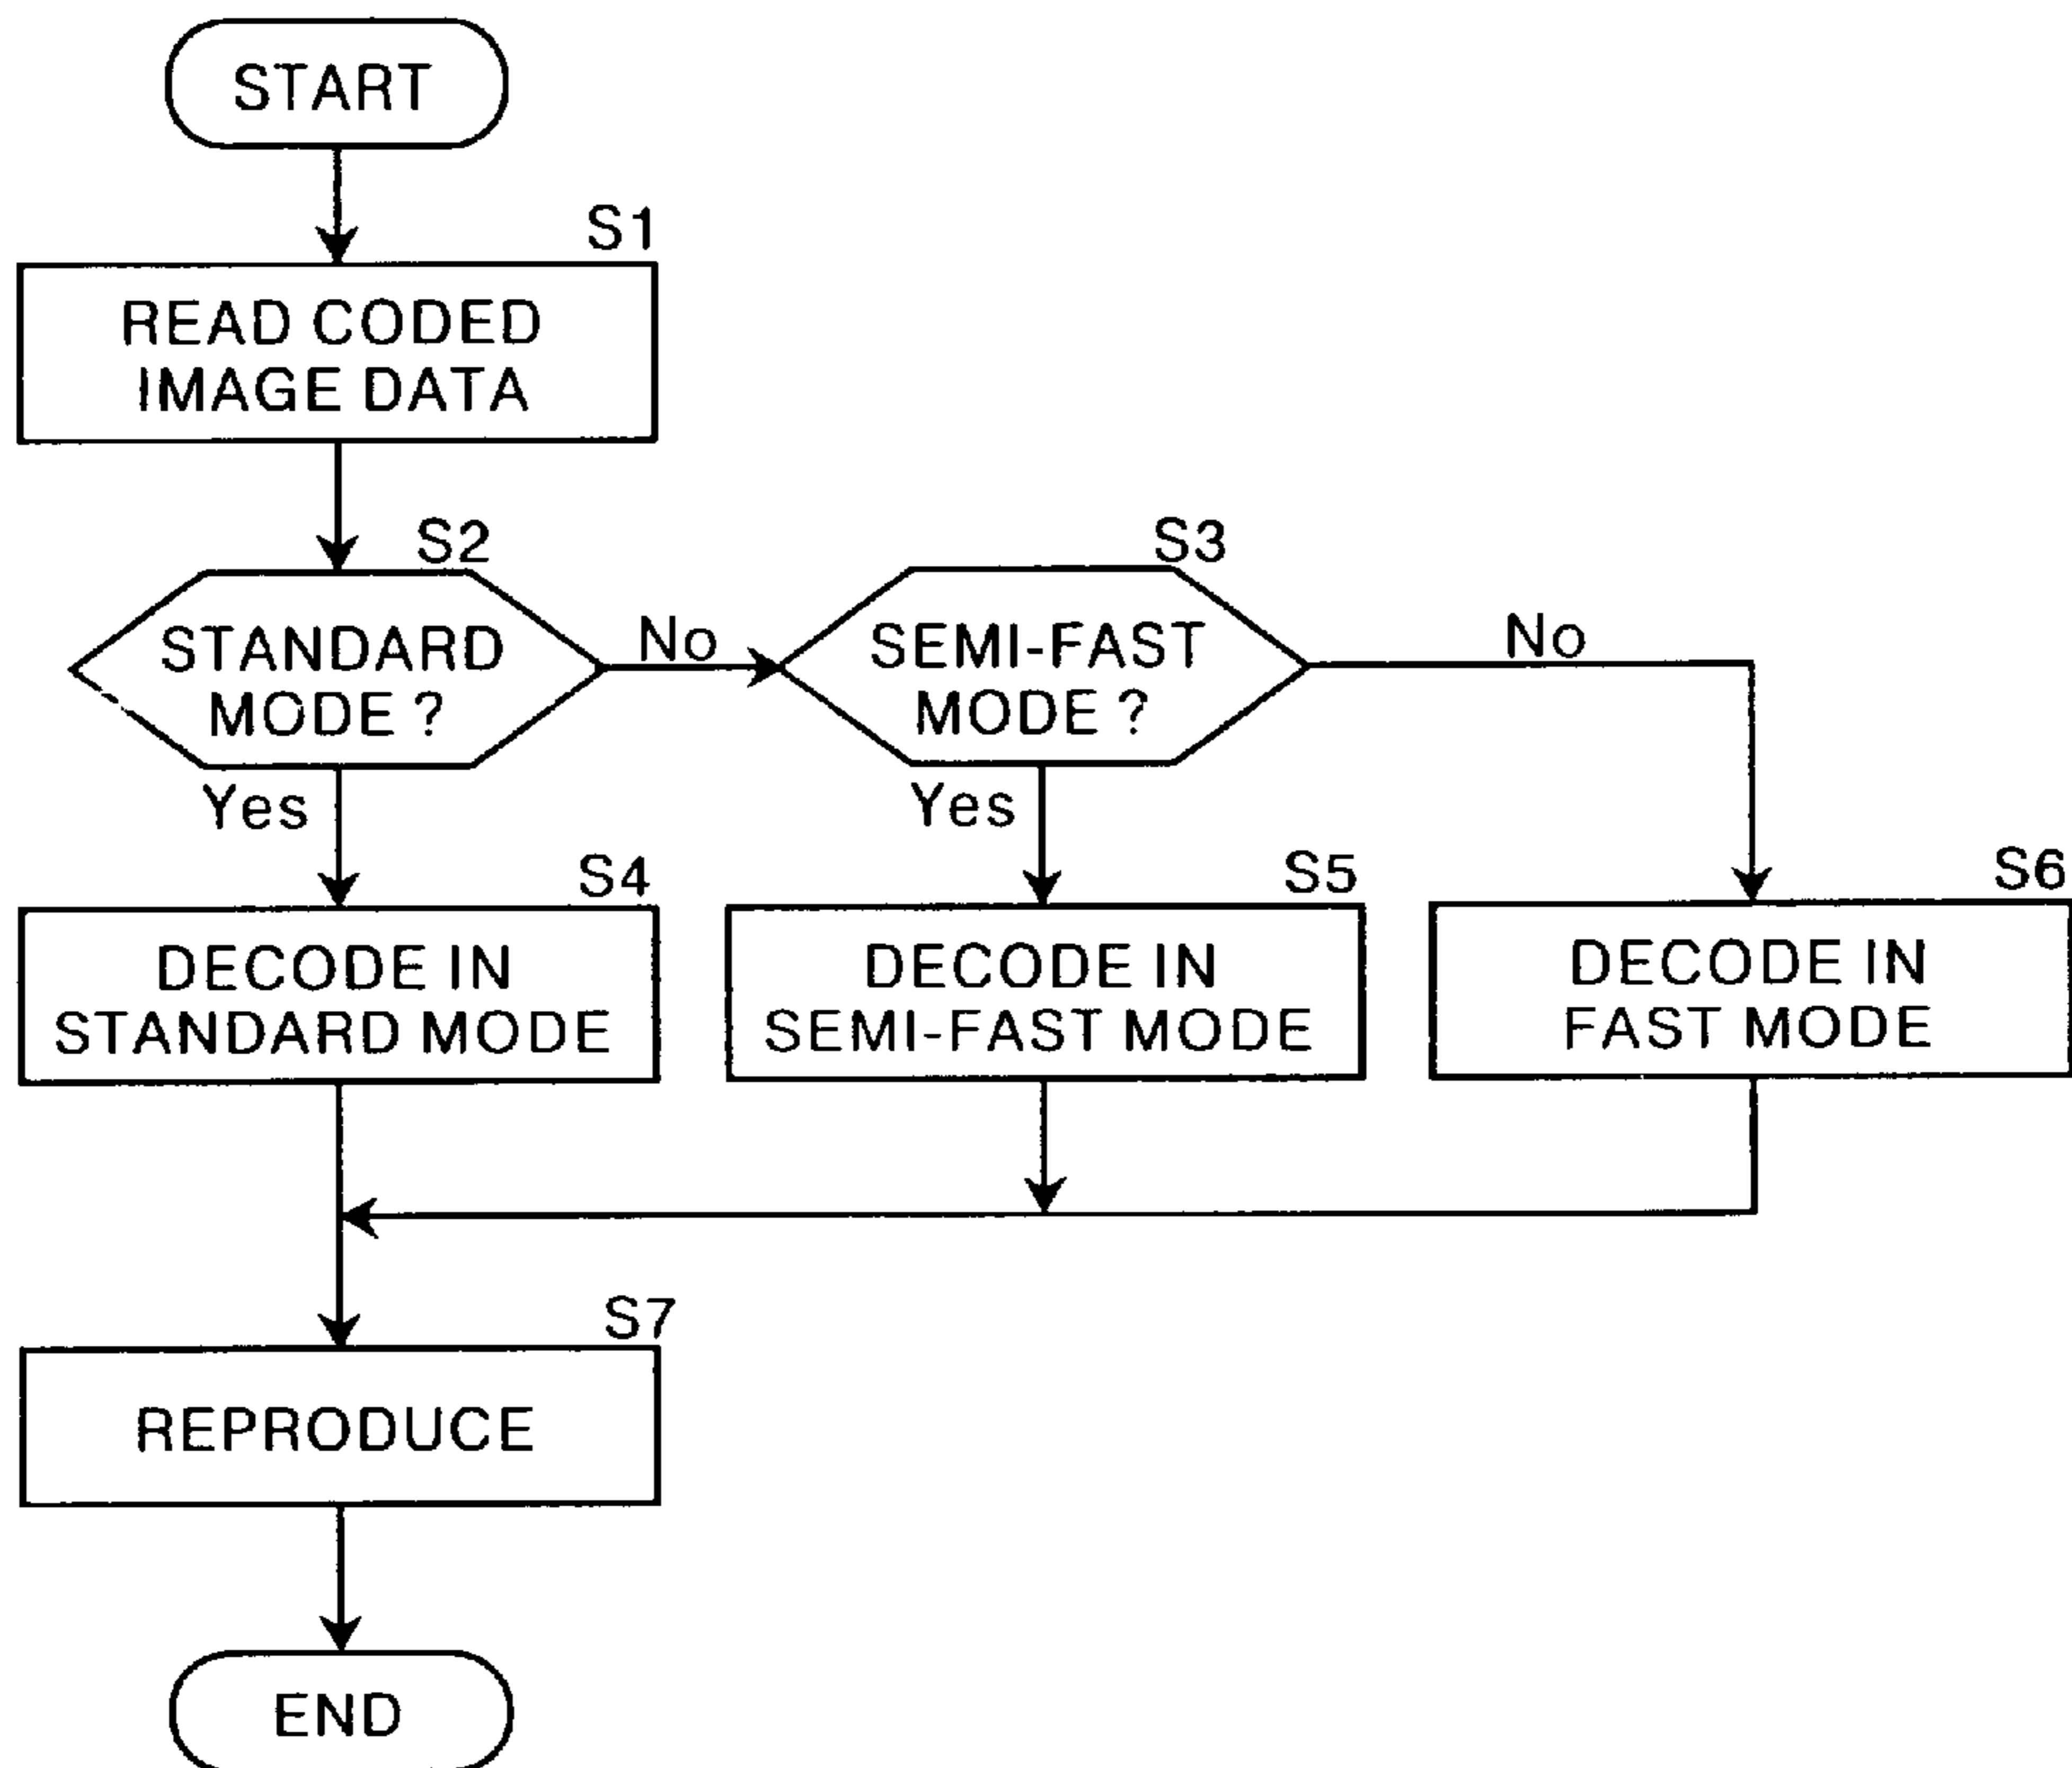 START
S1
READ CODED
IMAGE DATA
S2
STANDARD
MODE ?
No
S3
SEMI-FAST
MODE ?
No
Yes
Yes
S4
DECODE IN
STANDARD MODE
S5
DECODE IN
SEMI-FAST MODE
S6
DECODE IN
FAST MODE
S7
REPRODUCE
END